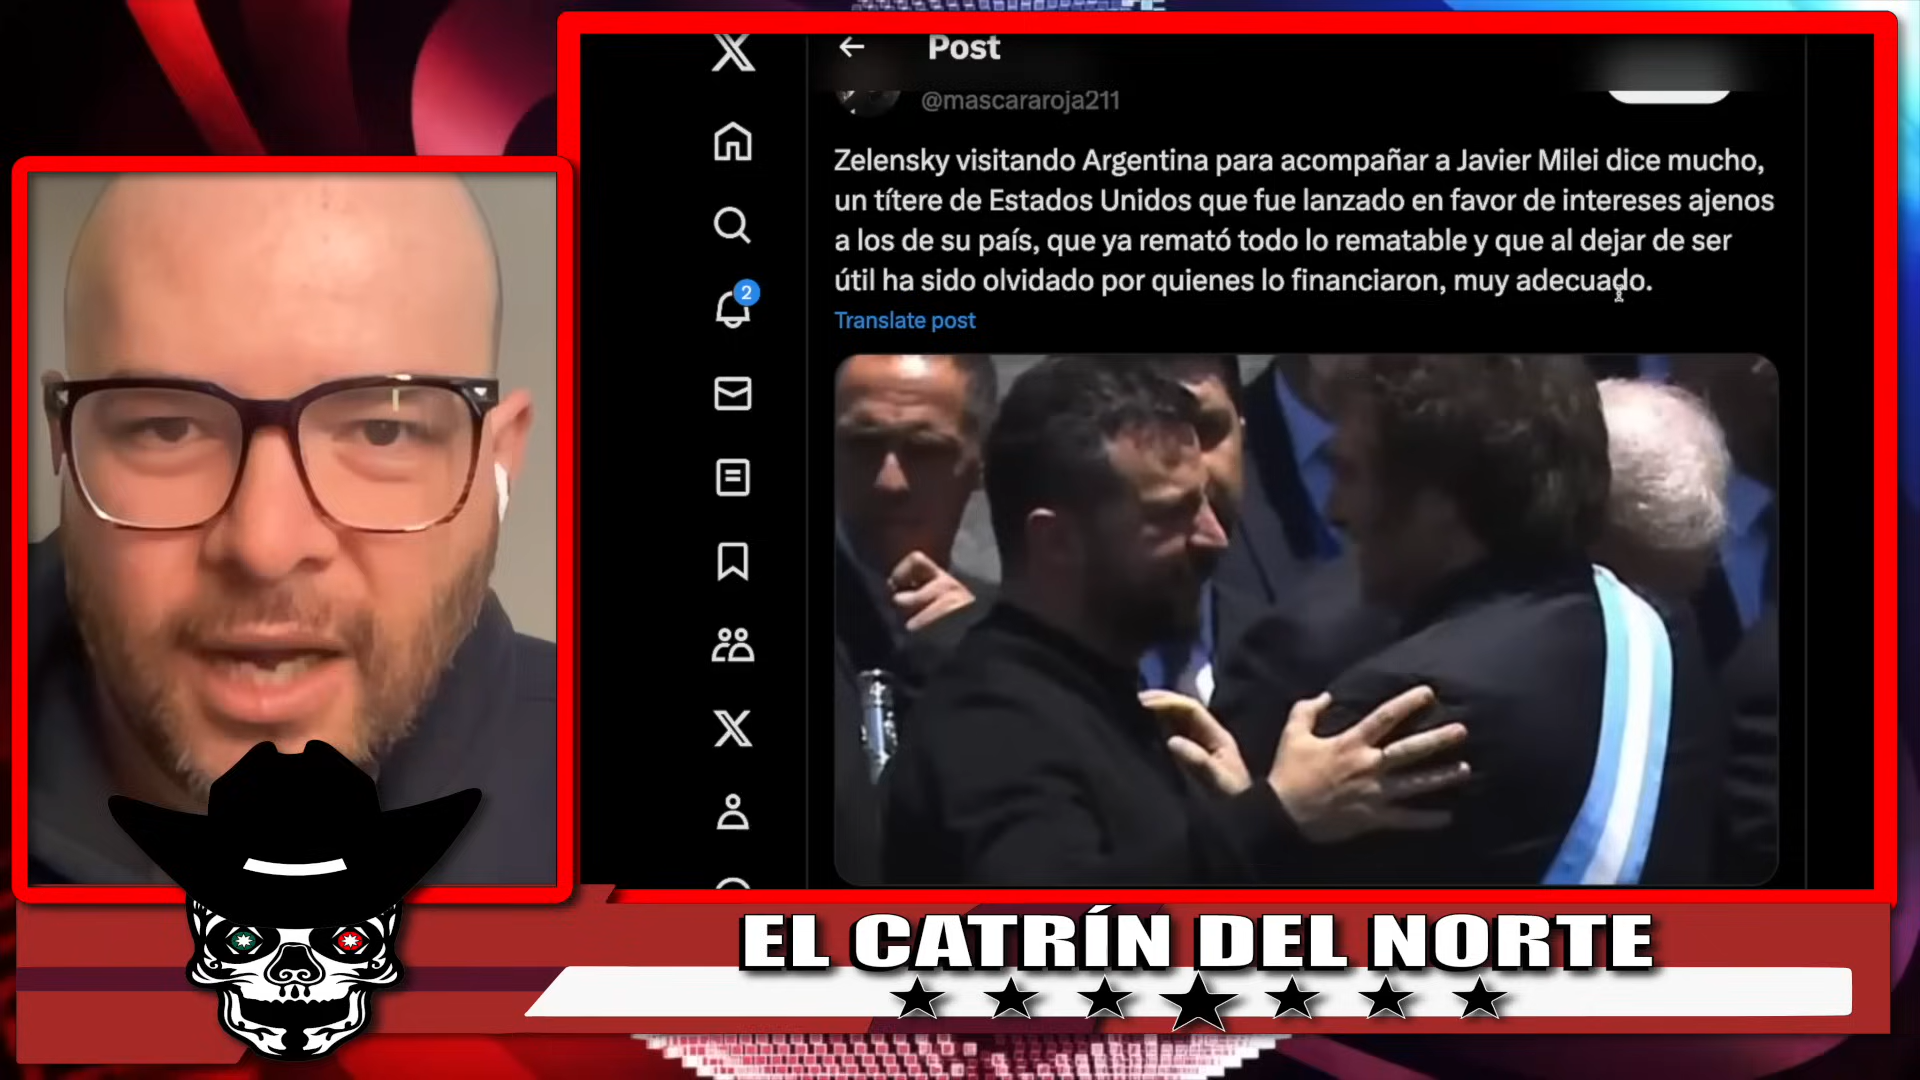 Post
@mascararoja211
Zelensky visitando Argentina para acompañar a Javier Milei dice mucho,
un títere de Estados Unidos que fue lanzado en favor de intereses ajenos
a los de su país, que ya remató todo lo rematable y que al dejar de ser
útil ha sido olvidado por quienes lo financiaron, muy adecuado.
2
Translate post
EL CATRÍN DEL NORTE